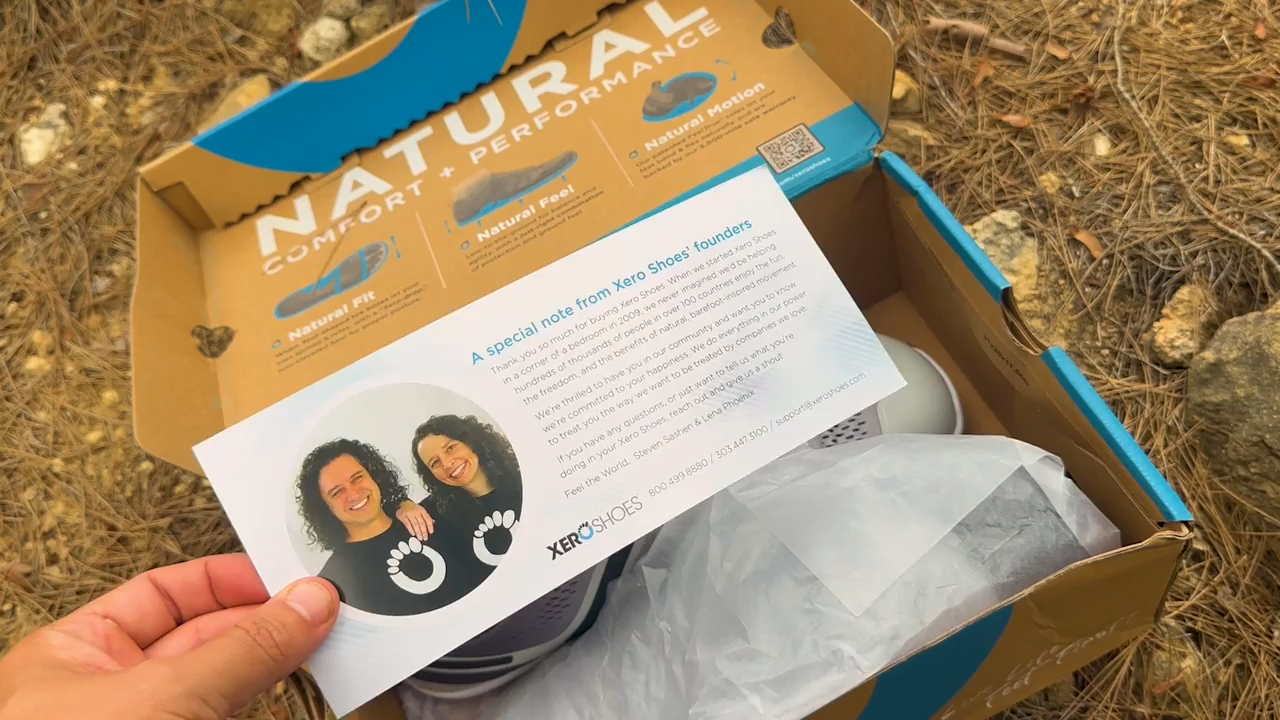 NATURAL
COMFORT + PERFORMANCE
Natural Fit
Natural Feel
Natural Motion
A special note from Xero Shoes' founders
Thank you so much for buying Xero Shoes. When we started Xero Shoes
in a corner of a bedroom in 2009, we never imagined we'd be helping
hundreds of thousands of people in over 100 countries enjoy the fun,
the freedom, and the benefits of natural, barefoot-inspired movement
We're thrilled to have you in our community and want you to know
we're committed to your happiness. We do everything in our power
to treat you the way we want to be treated by companies we love.
If you have any questions, or just want to tell us what you're
doing in your Xero Shoes, reach out and give us a shout
Feel the World, Steven Sashen & Lena Phoenix
XEROSHOES 800.499.8880 / 303.447.3100 / support@xeroshoes.com